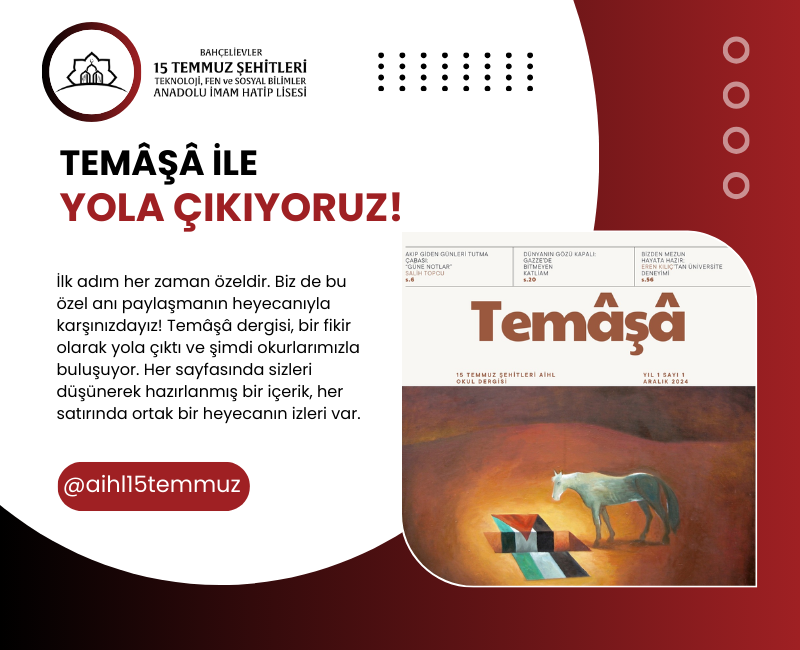 BAHÇELİEVLER
15 TEMMUZ ŞEHİTLERİ
TEKNOLOJİ, FEN ve SOSYAL BİLİMLER
ANADOLU İMAM HATİP LİSESİ
TEMÂŞÂ İLE
YOLA ÇIKIYORUZ!
İlk adım her zaman özeldir. Biz de bu
özel anı paylaşmanın heyecanıyla
karşınızdayız! Temâşâ dergisi, bir fikir
olarak yola çıktı ve şimdi okurlarımızla
buluşuyor. Her sayfasında sizleri
düşünerek hazırlanmış bir içerik, her
satırında ortak bir heyecanın izleri var.
@aihl15temmuz
AKIP GİDEN GÜNLERİ TUTMA
ÇABASI:
"GÜNE NOTLAR"
SALİH TOPCU
s.6
DÜNYANIN GÖZÜ KAPALI:
GAZZE'DE
BİTMEYEN
KATLİAM
s.20
BİZDEN MEZUN
HAYATA HAZIR:
EREN KILIÇ'TAN ÜNİVERSİTE
DENEYİMİ
s.56
Temâşâ
15 TEMMUZ ŞEHİTLERİ AİHL
OKUL DERGİSİ
YIL 1 SAYI 1
ARALIK 2024